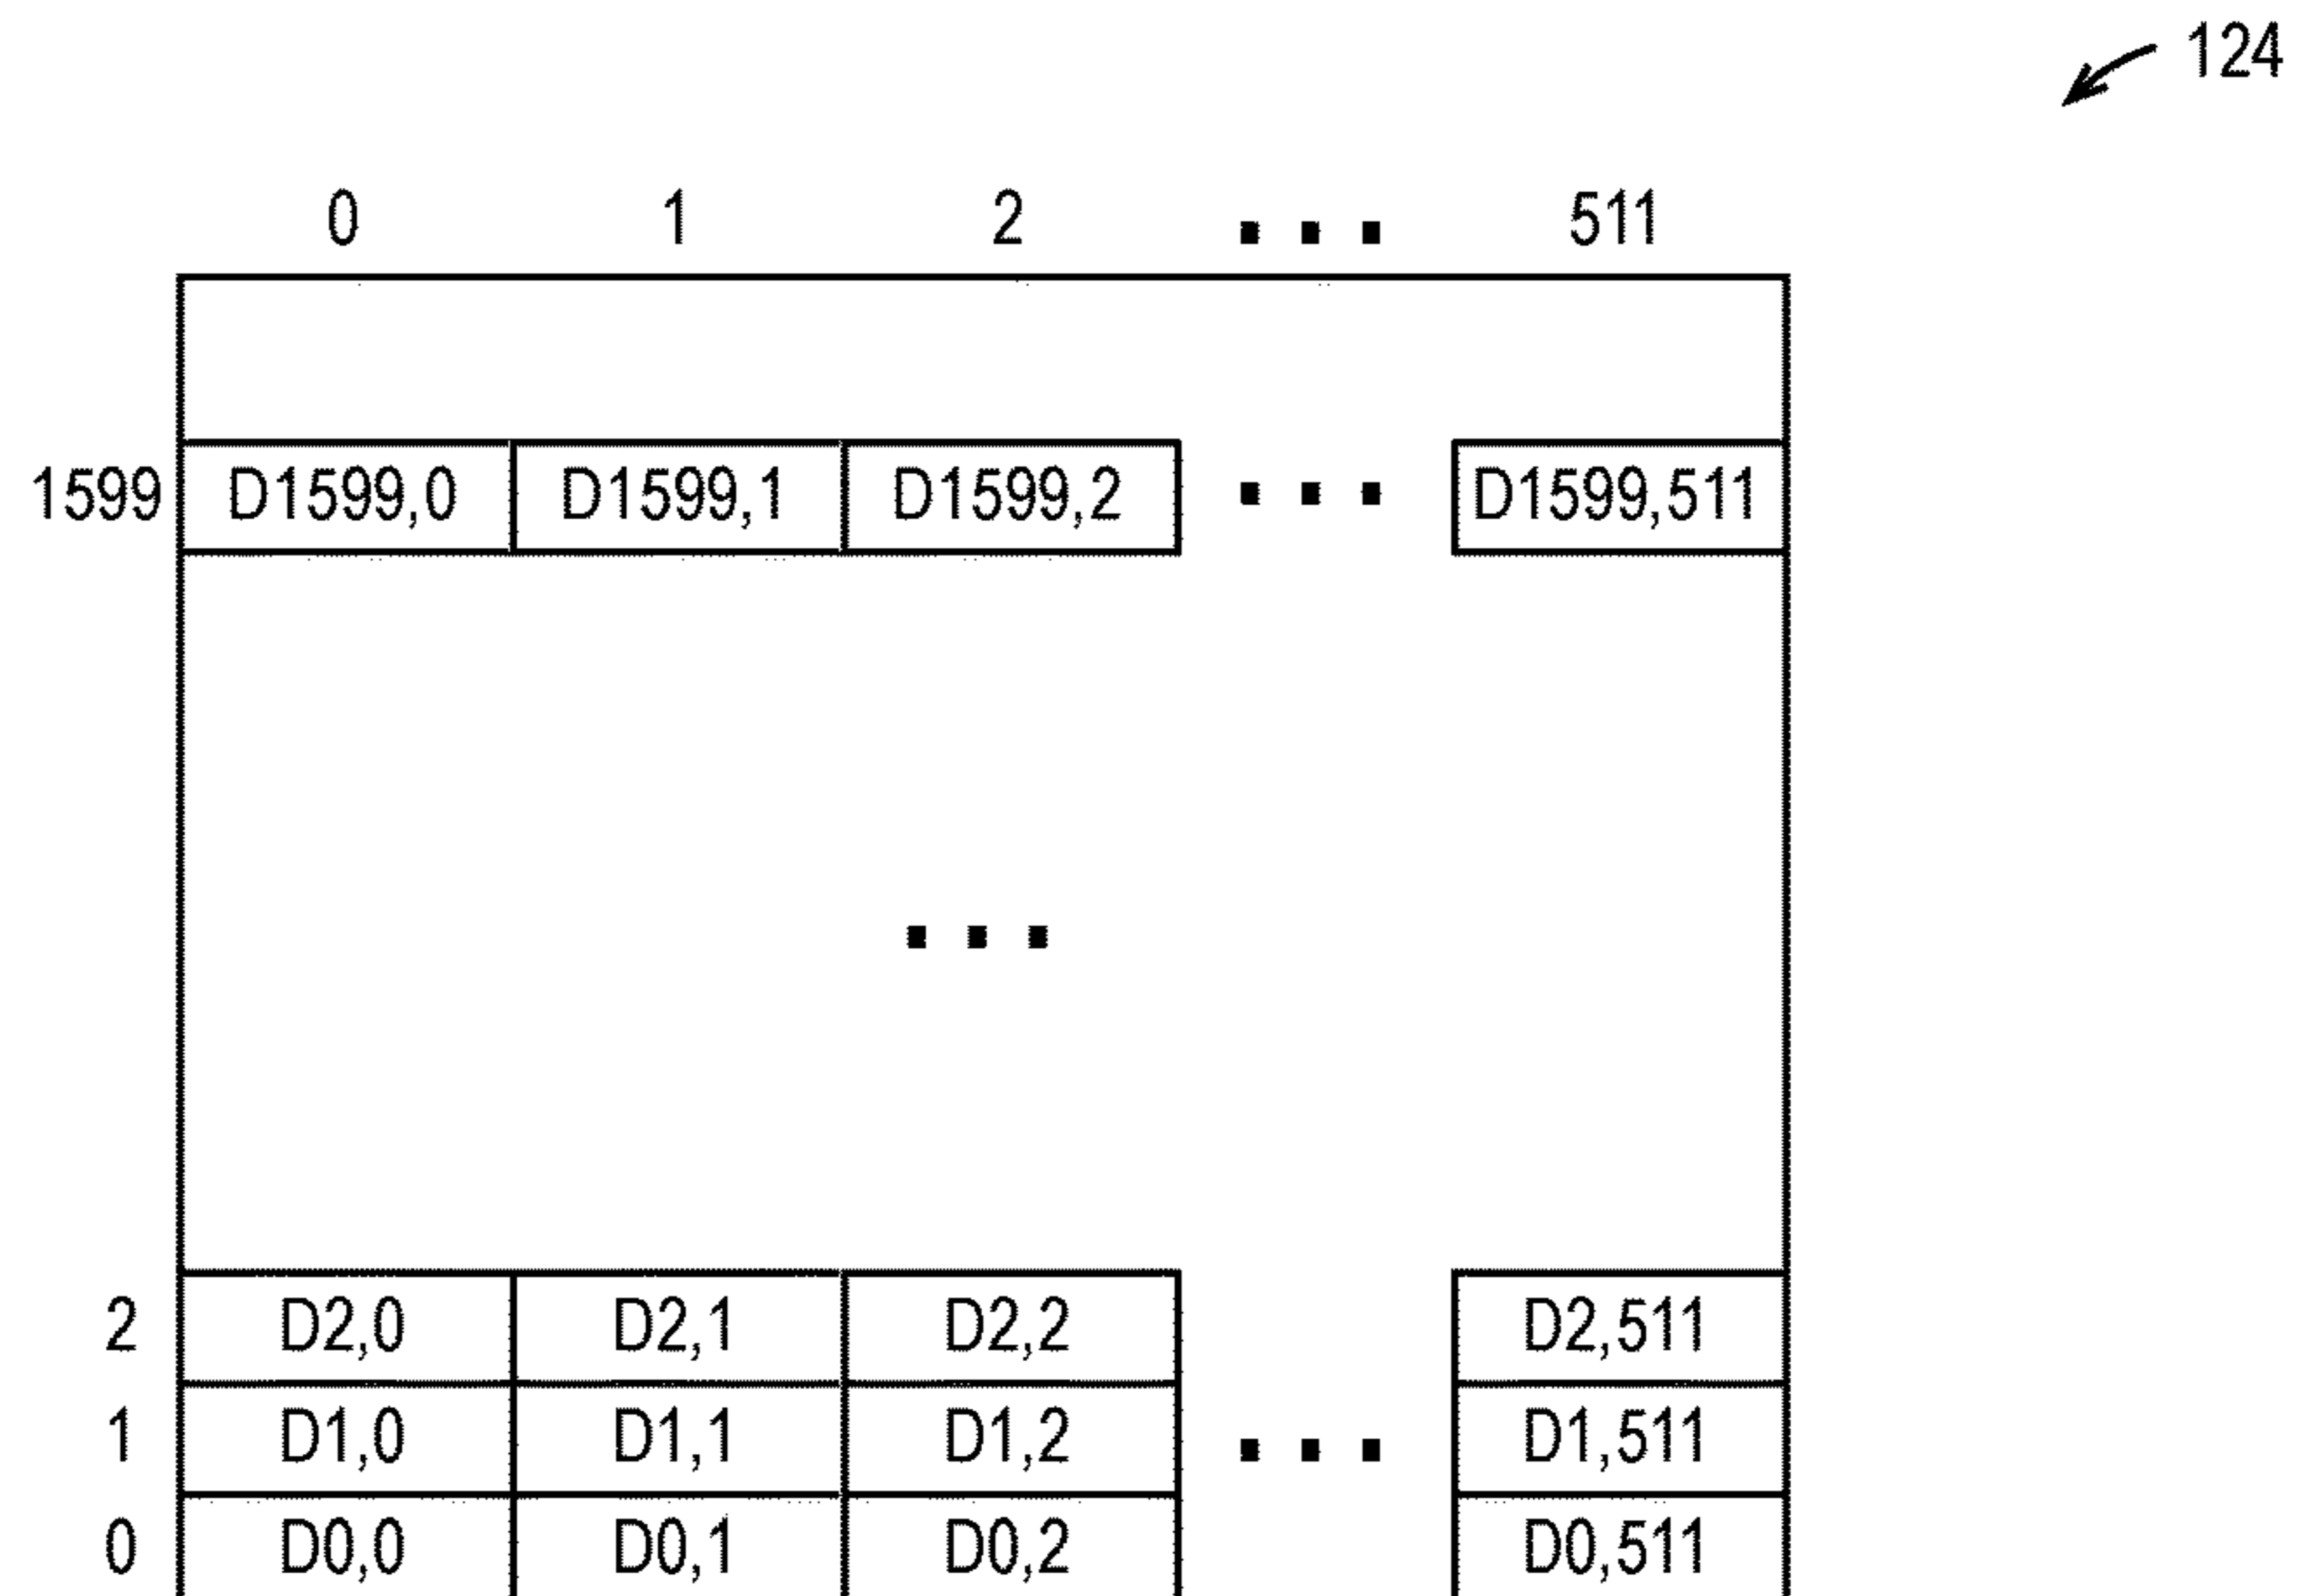 124
0 1 2 ... 511
1599 D1599,0 D1599,1 D1599,2 ... D1599,511
...
2 D2,0 D2,1 D2,2 D2,511
1 D1,0 D1,1 D1,2 ... D1,511
0 D0,0 D0,1 D0,2 D0,511